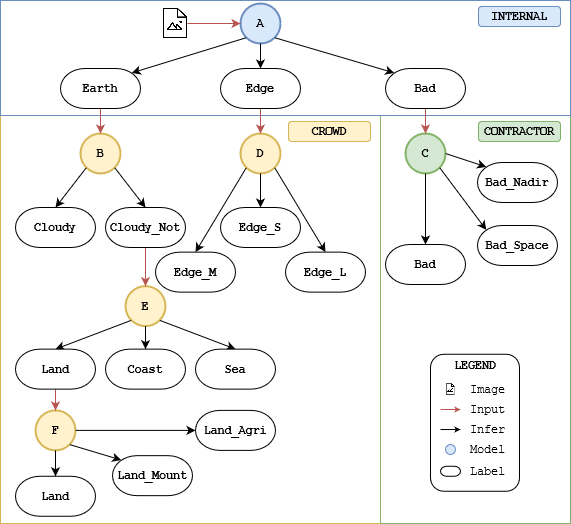 A
INTERNAL
Earth
Edge
Bad
CROWD
CONTRACTOR
B
D
C
Bad_Nadir
Cloudy
Cloudy_Not
Edge_S
Bad_Space
Edge_M
Edge_L
Bad
E
Land
Coast
Sea
LEGEND
Image
Input
Infer
Model
Label
F
Land_Agri
Land_Mount
Land